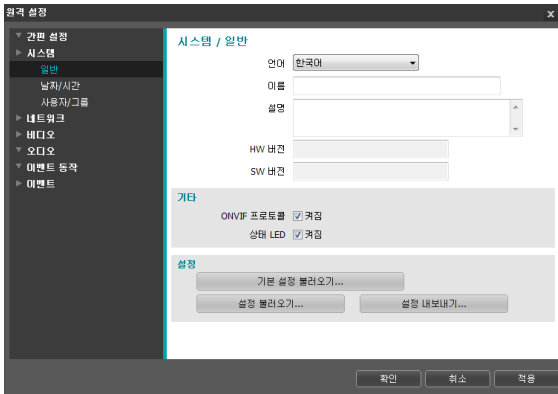 원격 설정
x
간편 설정
시스템
일반
날짜/시간
사용자/그룹
네트워크
비디오
오디오
이벤트 동작
이벤트
시스템 / 일반
언어 한국어
이름
설명
HW 버전
SW 버전
기타
ONVIF 프로토콜 켜짐
상태 LED 켜짐
설정
기본 설정 불러오기...
설정 불러오기... 설정 내보내기...
확인 취소 적용